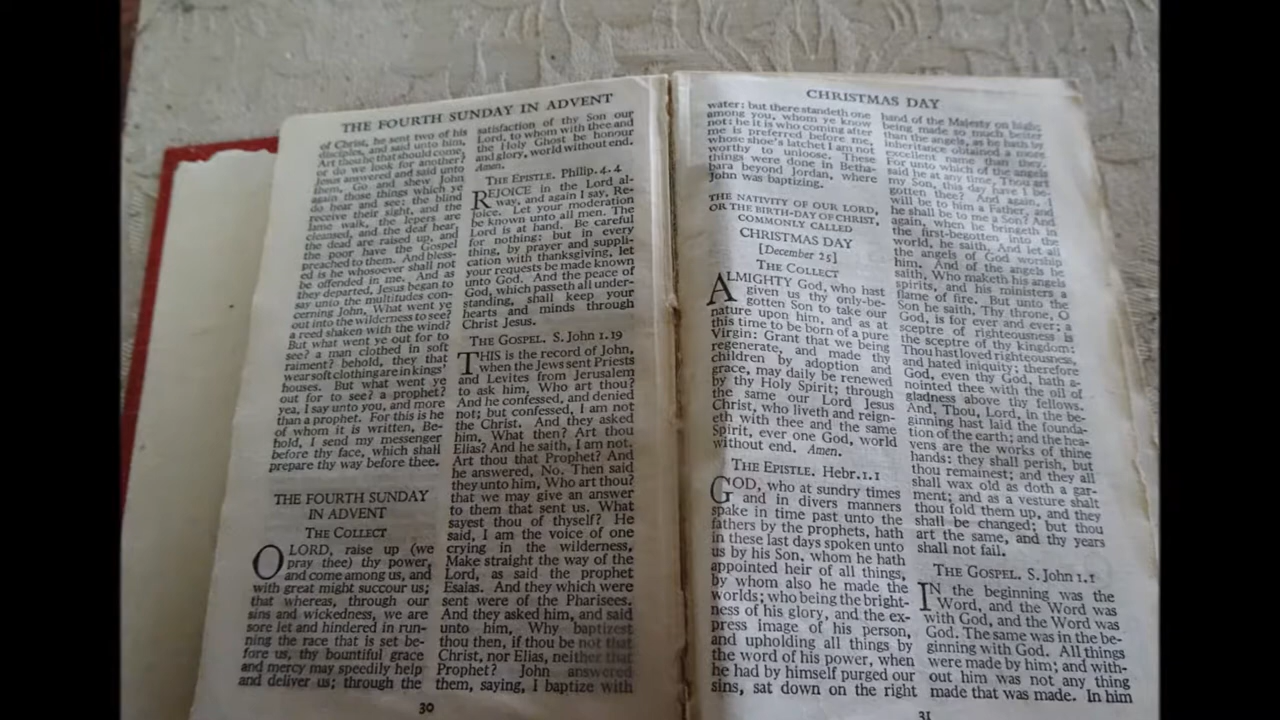 THE FOURTH SUNDAY IN ADVENT
of Christ, he sent two of his
disciples, and said unto him,
Art thou he that should come,
or do we look for another?
Jesus answered and said unto
them, Go and shew John
again those things which ye
do hear and see: the blind
receive their sight, and the
lame walk, the lepers are
cleansed, and the deaf hear,
the dead are raised up, and
the poor have the Gospel
preached to them. And bless-
ed is he whosoever shall not
be offended in me. And as
they departed, Jesus began to
say unto the multitudes con-
cerning John, What went ye
out into the wilderness to see?
a reed shaken with the wind?
But what went ye out for to
see? a man clothed in soft
raiment? behold, they that
wear soft clothing are in kings'
houses. But what went ye
out for to see? a prophet?
yea, I say unto you, and more
than a prophet. For this is he
of whom it is written, Be-
hold, I send my messenger
before thy face, which shall
prepare thy way before thee.
THE FOURTH SUNDAY
IN ADVENT
THE COLLECT
O LORD, raise up (we
pray thee) thy power,
and come among us, and
with great might succour us;
that whereas, through our
sins and wickedness, we are
sore let and hindered in run-
ning the race that is set be-
fore us, thy bountiful grace
and mercy may speedily help
and deliver us; through the
satisfaction of thy Son our
Lord, to whom with thee and
the Holy Ghost be honour
and glory, world without end.
Amen.
THE EPISTLE. Philip. 4. 4
REJOICE in the Lord al-
way, and again I say, Re-
joice. Let your moderation
be known unto all men. The
Lord is at hand. Be careful
for nothing: but in every
thing, by prayer and suppli-
cation with thanksgiving, let
your requests be made known
unto God. And the peace of
God, which passeth all under-
standing, shall keep your
hearts and minds through
Christ Jesus.
THE GOSPEL. S. John 1. 19
THIS is the record of John,
when the Jews sent Priests
and Levites from Jerusalem
to ask him, Who art thou?
And he confessed, and denied
not; but confessed, I am not
the Christ. And they asked
him, What then? Art thou
Elias? And he saith, I am not.
Art thou that Prophet? And
he answered, No. Then said
they unto him, Who art thou?
that we may give an answer
to them that sent us. What
sayest thou of thyself? He
said, I am the voice of one
crying in the wilderness,
Make straight the way of the
Lord, as said the prophet
Esaias. And they which were
sent were of the Pharisees.
And they asked him, and said
unto him, Why baptizest
thou then, if thou be not that
Christ, nor Elias, neither that
Prophet? John answered
them, saying, I baptize with
30
CHRISTMAS DAY
water; but there standeth one
among you, whom ye know
not; he it is who coming after
me is preferred before me,
whose shoe's latchet I am not
worthy to unloose. These
things were done in Betha-
bara beyond Jordan, where
John was baptizing.
THE NATIVITY OF OUR LORD,
OR THE BIRTH-DAY OF CHRIST,
COMMONLY CALLED
CHRISTMAS DAY
[December 25]
THE COLLECT
ALMIGHTY God, who hast
given us thy only-be-
gotten Son to take our
nature upon him, and as at
this time to be born of a pure
Virgin: Grant that we being
regenerate, and made thy
children by adoption and
grace, may daily be renewed
by thy Holy Spirit; through
the same our Lord Jesus
Christ, who liveth and reign-
eth with thee and the same
Spirit, ever one God, world
without end. Amen.
THE EPISTLE. Hebr. 1. 1
GOD, who at sundry times
and in divers manners
spake in time past unto the
fathers by the prophets, hath
in these last days spoken unto
us by his Son, whom he hath
appointed heir of all things,
by whom also he made the
worlds; who being the bright-
ness of his glory, and the ex-
press image of his person,
and upholding all things by
the word of his power, when
he had by himself purged our
sins, sat down on the right
hand of the Majesty on high;
being made so much better
than the angels, as he hath by
inheritance obtained a more
excellent name than they.
For unto which of the angels
said he at any time, Thou art
my Son, this day have I be-
gotten thee? And again, I
will be to him a Father, and
he shall be to me a Son? And
again, when he bringeth in
the first-begotten into the
world, he saith, And let all
the angels of God worship
him. And of the angels he
saith, Who maketh his angels
spirits, and his ministers a
flame of fire. But unto the
Son he saith, Thy throne, O
God, is for ever and ever; a
sceptre of righteousness is
the sceptre of thy kingdom:
Thou hast loved righteousness,
and hated iniquity; therefore
God, even thy God, hath a-
nointed thee with the oil of
gladness above thy fellows.
And, Thou, Lord, in the be-
ginning hast laid the founda-
tion of the earth; and the hea-
vens are the works of thine
hands: they shall perish, but
thou remainest; and they all
shall wax old as doth a gar-
ment; and as a vesture shalt
thou fold them up, and they
shall be changed; but thou
art the same, and thy years
shall not fail.
THE GOSPEL. S. John 1. 1
IN the beginning was the
Word, and the Word was
with God, and the Word was
God. The same was in the be-
ginning with God. All things
were made by him; and with-
out him was not any thing
made that was made. In him
31